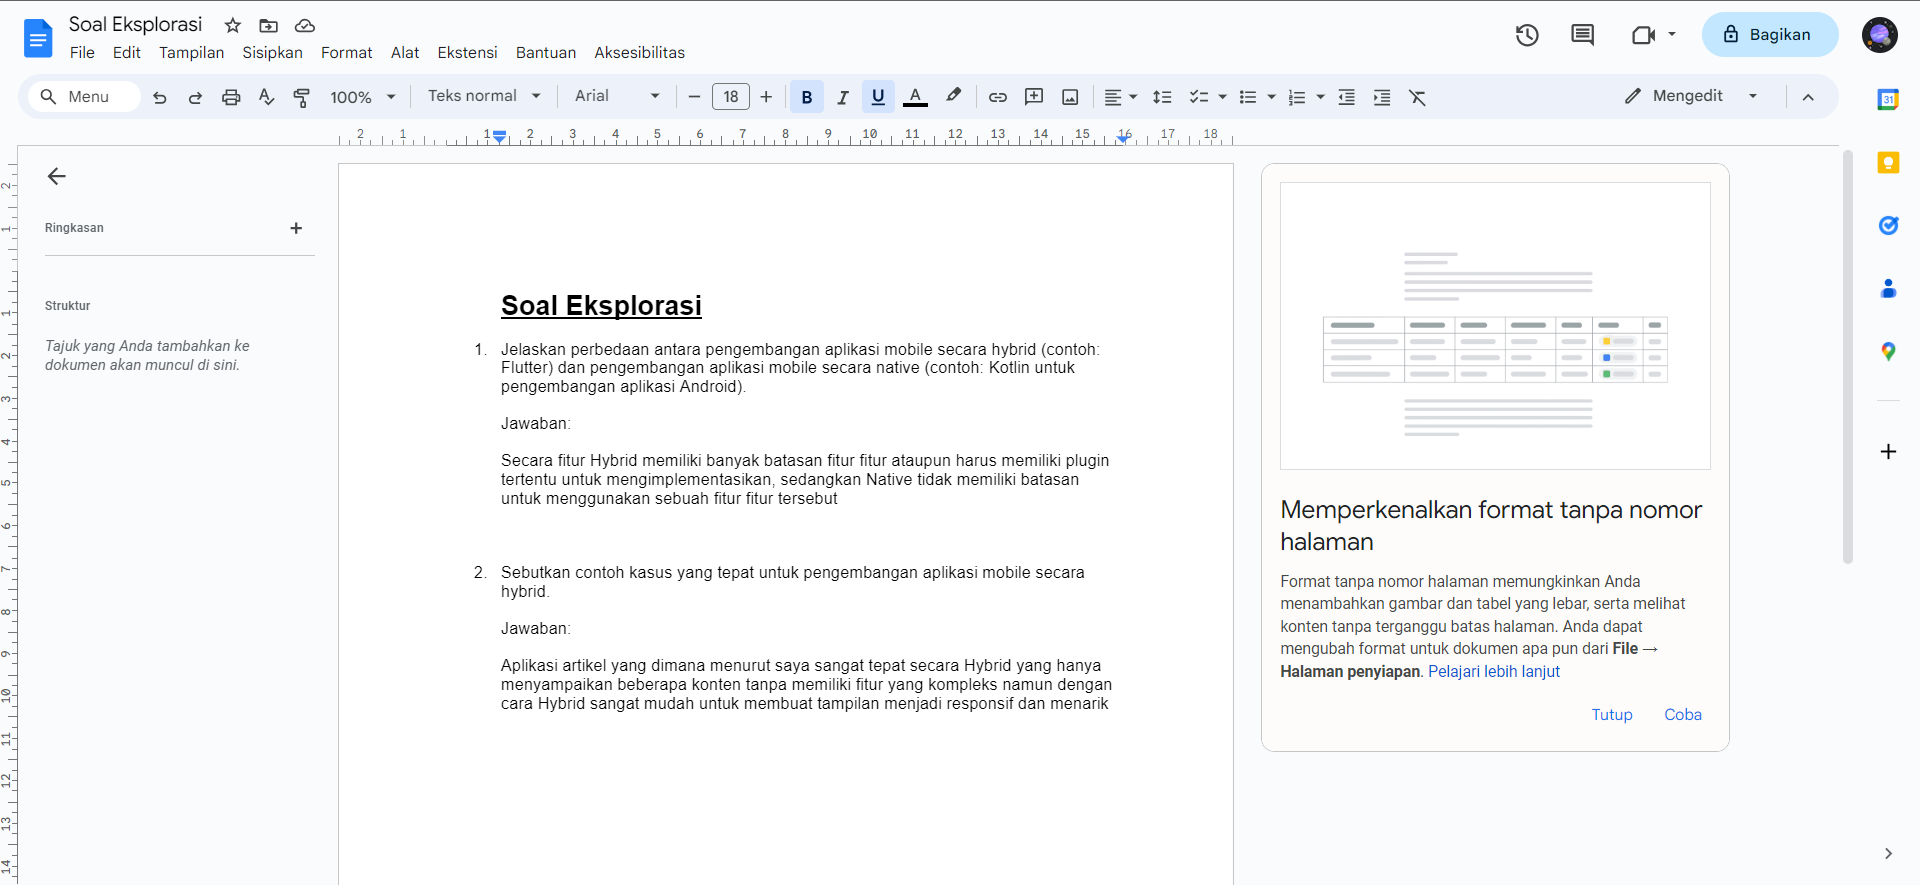 Soal Eksplorasi
File Edit Tampilan Sisipkan Format Alat Ekstensi Bantuan Aksesibilitas
Bagikan
Menu 100% Teks normal Arial 18 B I U A Mengedit
2 1 1 2 3 4 5 6 7 8 9 10 11 12 13 14 15 16 17 18
31
2
1
1
2
3
4
5
6
7
8
9
10
11
12
13
14
Ringkasan
Struktur
Tajuk yang Anda tambahkan ke
dokumen akan muncul di sini.
Soal Eksplorasi
1. Jelaskan perbedaan antara pengembangan aplikasi mobile secara hybrid (contoh:
Flutter) dan pengembangan aplikasi mobile secara native (contoh: Kotlin untuk
pengembangan aplikasi Android).
Jawaban:
Secara fitur Hybrid memiliki banyak batasan fitur fitur ataupun harus memiliki plugin
tertentu untuk mengimplementasikan, sedangkan Native tidak memiliki batasan
untuk menggunakan sebuah fitur fitur tersebut
2. Sebutkan contoh kasus yang tepat untuk pengembangan aplikasi mobile secara
hybrid.
Jawaban:
Aplikasi artikel yang dimana menurut saya sangat tepat secara Hybrid yang hanya
menyampaikan beberapa konten tanpa memiliki fitur yang kompleks namun dengan
cara Hybrid sangat mudah untuk membuat tampilan menjadi responsif dan menarik
Memperkenalkan format tanpa nomor
halaman
Format tanpa nomor halaman memungkinkan Anda
menambahkan gambar dan tabel yang lebar, serta melihat
konten tanpa terganggu batas halaman. Anda dapat
mengubah format untuk dokumen apa pun dari File →
Halaman penyiapan. Pelajari lebih lanjut
Tutup Coba